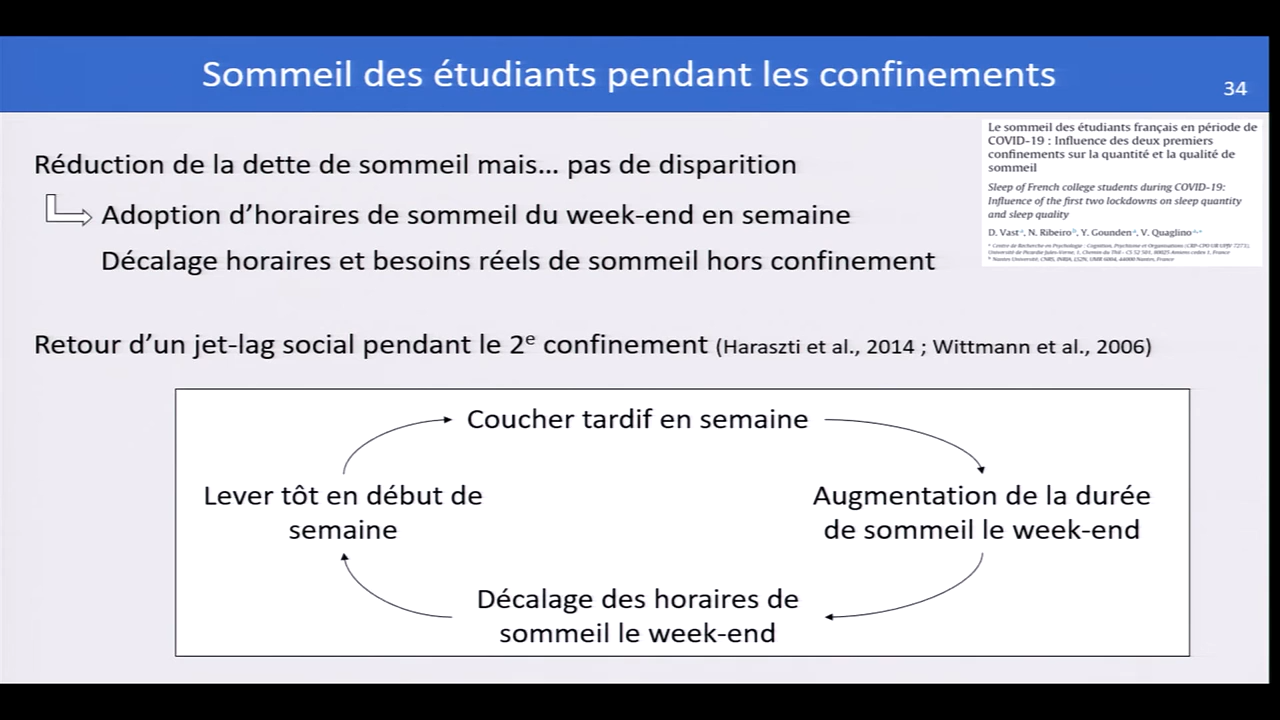 Sommeil des étudiants pendant les confinements
34
Le sommeil des étudiants français en période de
COVID-19 : Influence des deux premiers
confinements sur la quantité et la qualité de
sommeil
Sleep of French college students during COVID-19:
Influence of the first two lockdowns on sleep quantity
and sleep quality
D. Vast a, N. Ribeiro b, Y. Gounden a, V. Quaglino a,*
Réduction de la dette de sommeil mais... pas de disparition
Adoption d’horaires de sommeil du week-end en semaine
Décalage horaires et besoins réels de sommeil hors confinement
Retour d’un jet-lag social pendant le 2e confinement (Haraszti et al., 2014 ; Wittmann et al., 2006)
Coucher tardif en semaine
Lever tôt en début de
semaine
Augmentation de la durée
de sommeil le week-end
Décalage des horaires de
sommeil le week-end